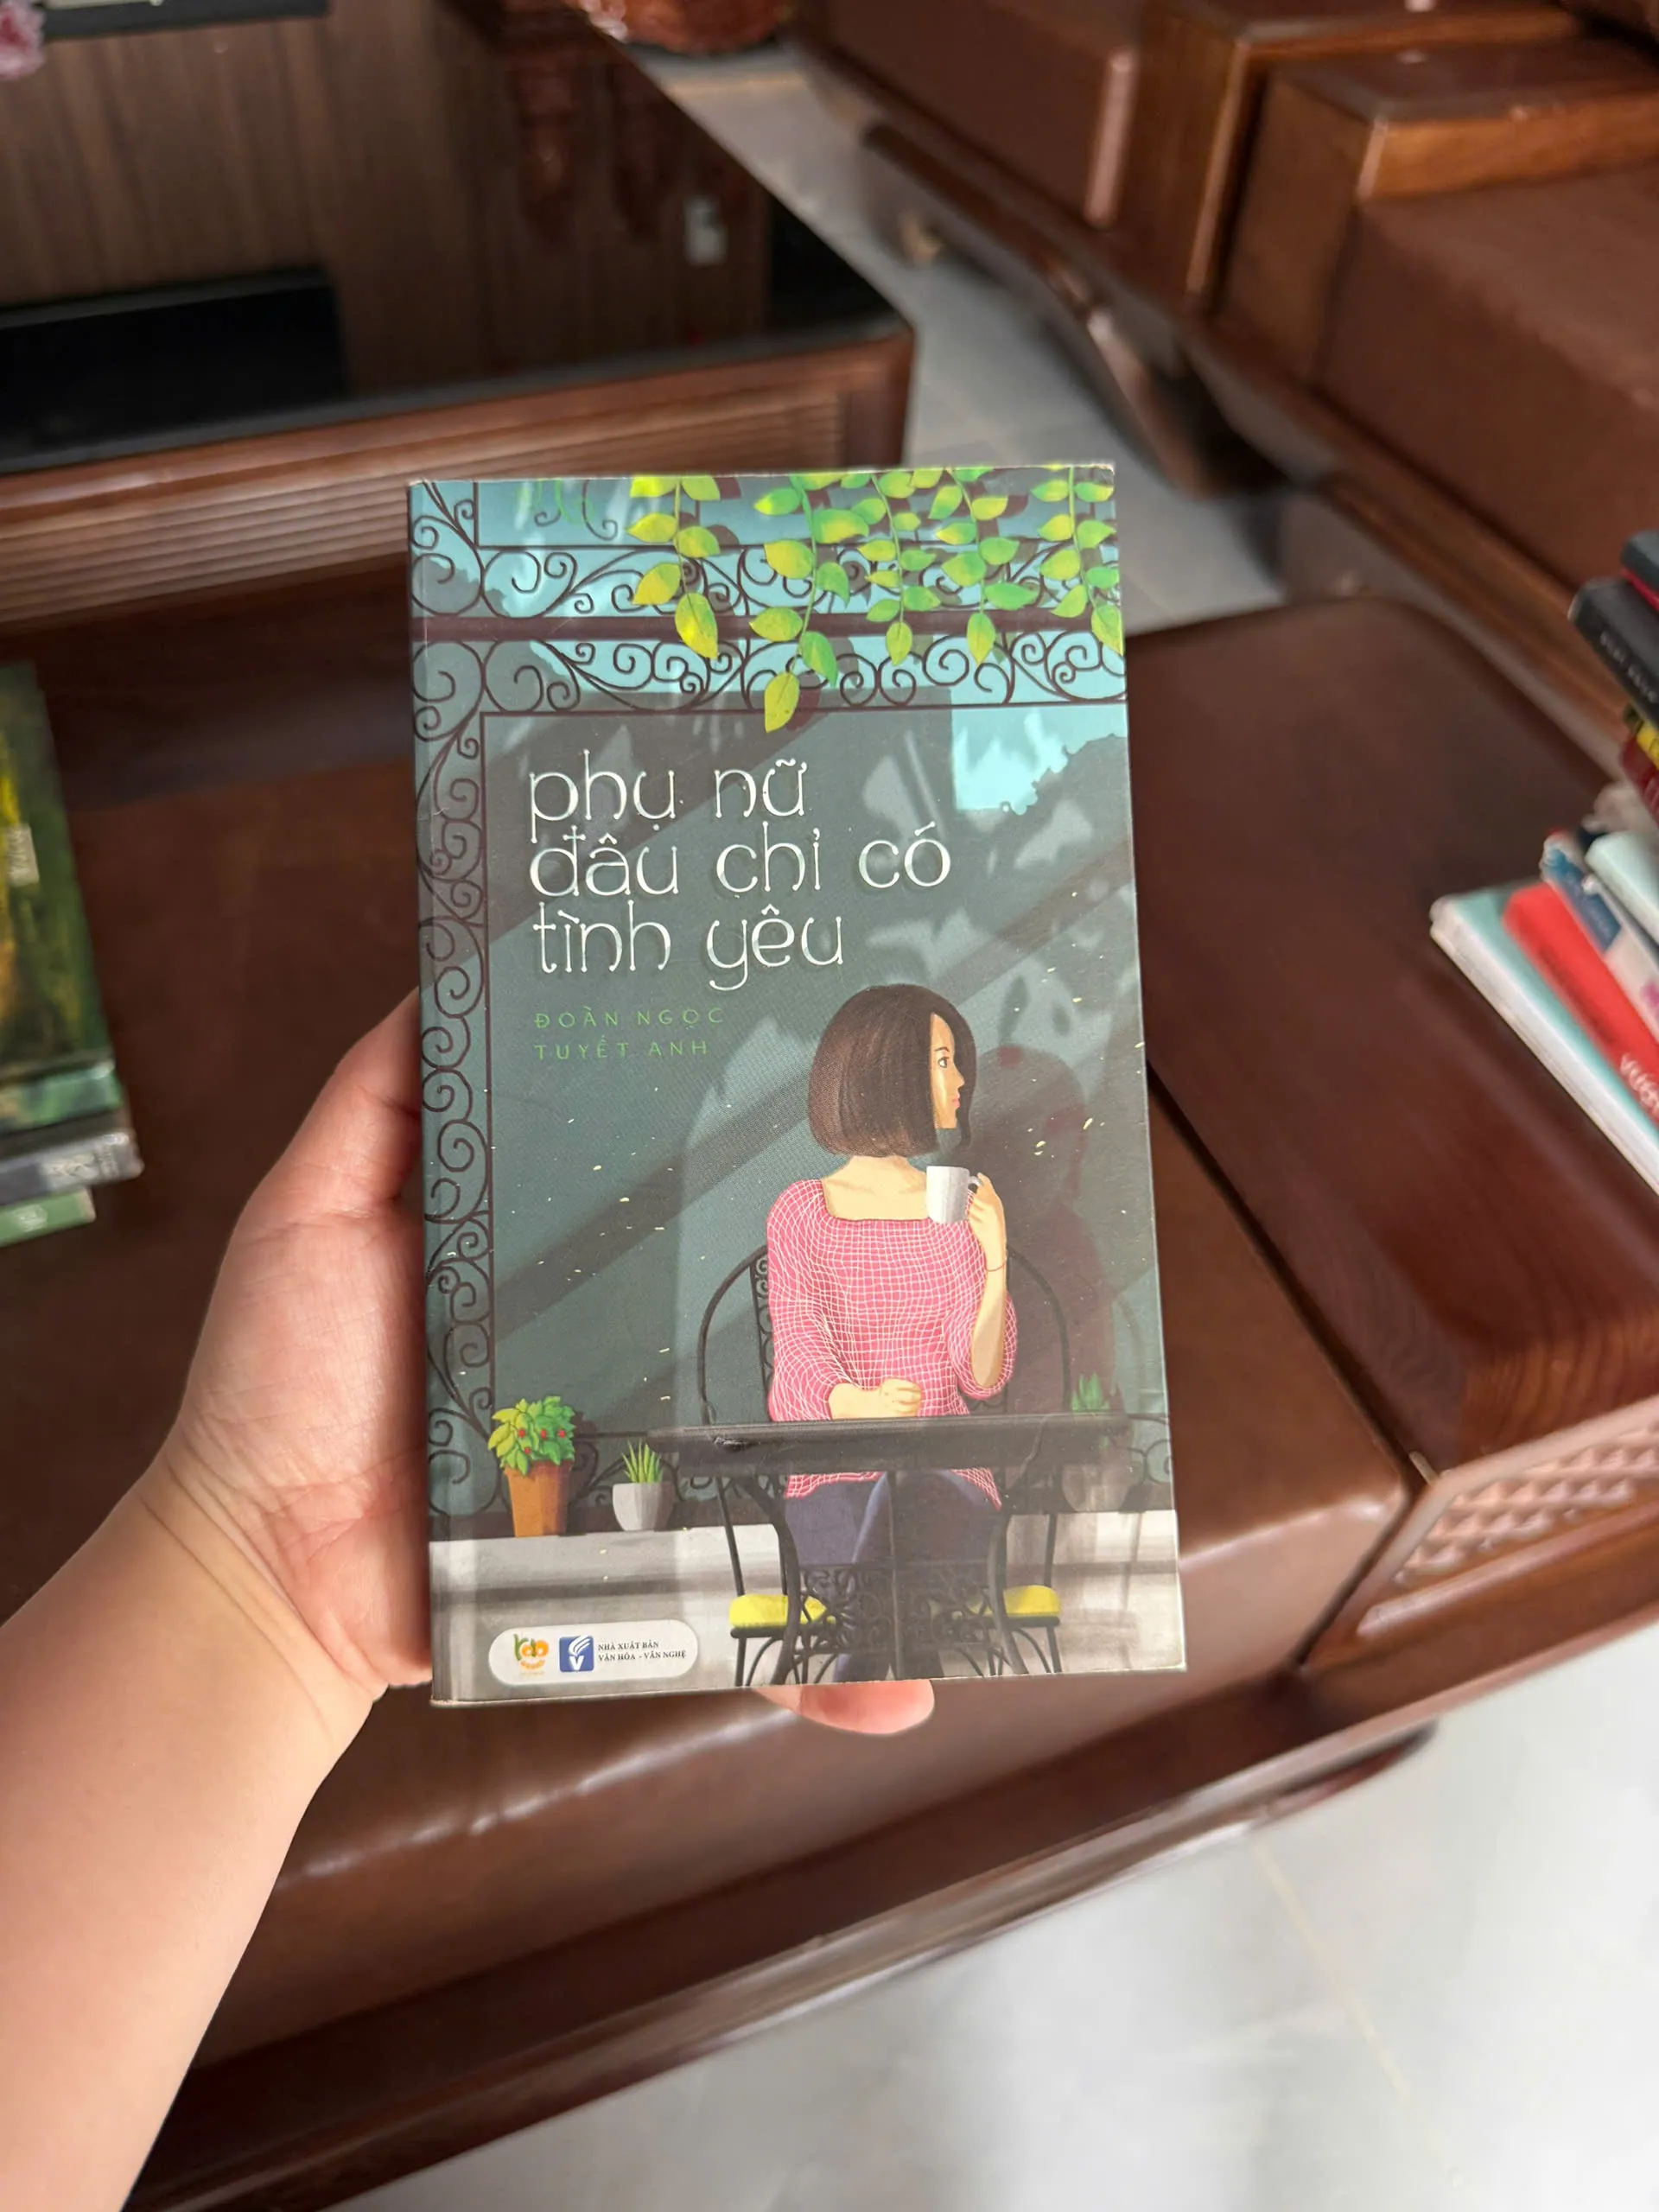 phụ nữ
đâu chỉ có
tình yêu
ĐOÀN NGỌC
TUYẾT ANH
NHÀ XUẤT BẢN
VĂN HÓA - VĂN NGHỆ